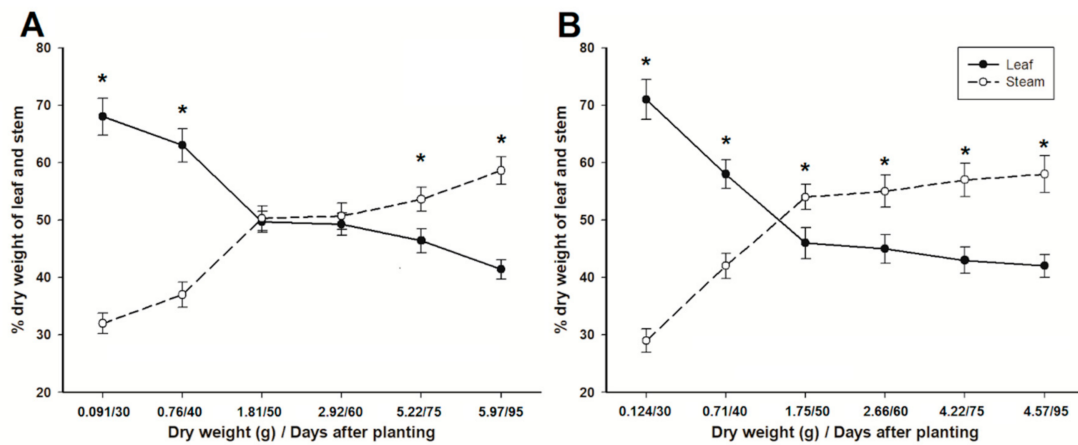 A
80
70
60
50
40
30
20
% dry weight of leaf and stem
* * * *
0.091/30 0.76/40 1.81/50 2.92/60 5.22/75 5.97/95
Dry weight (g) / Days after planting
B
80
70
60
50
40
30
20
% dry weight of leaf and stem
* * * * * *
Leaf
Steam
0.124/30 0.71/40 1.75/50 2.66/60 4.22/75 4.57/95
Dry weight (g) / Days after planting